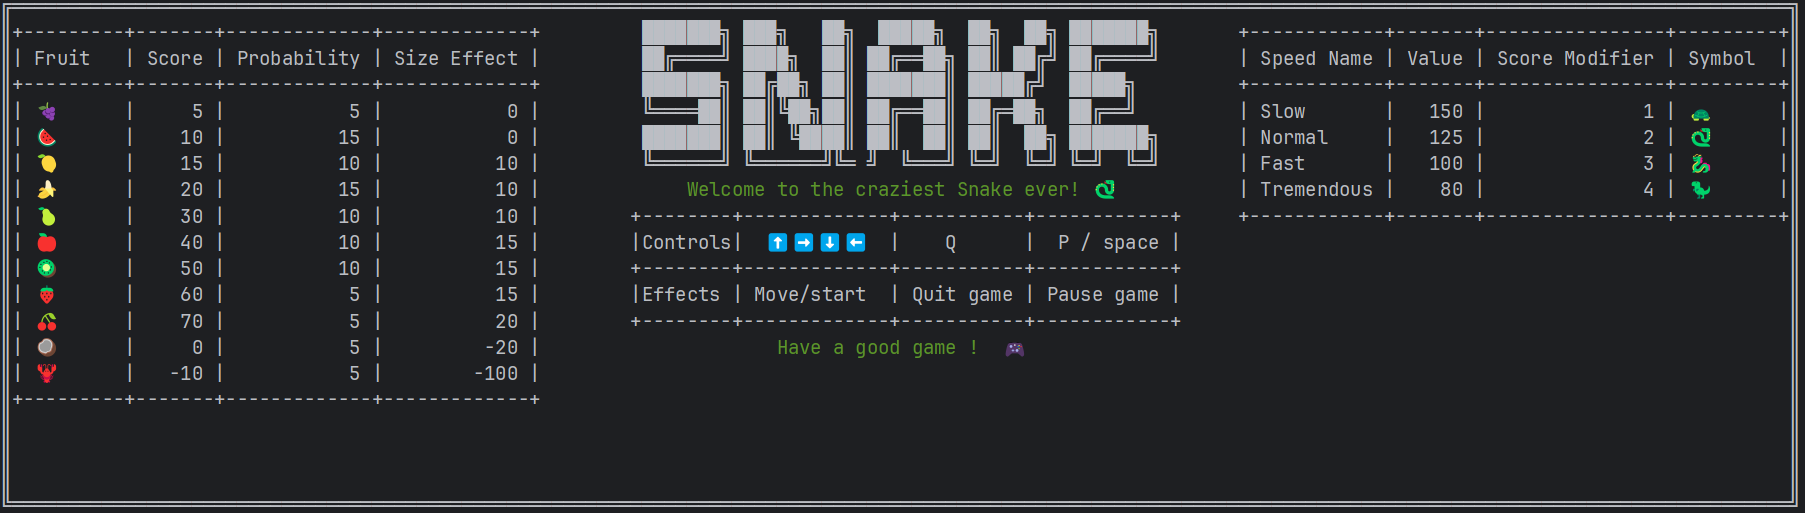 Fruit Score Probability Size Effect
🍇 5 5 0
🍉 10 15 0
🍋 15 10 10
🍌 20 15 10
🍐 30 10 10
🍎 40 10 15
🥝 50 10 15
🍓 60 5 15
🍒 70 5 20
🥥 0 5 -20
🦞 -10 5 -100
SNAKE
Welcome to the craziest Snake ever! 🐍
Controls ⬆️➡️⬇️⬅️ Q P / space
Effects Move/start Quit game Pause game
Have a good game ! 🎮
Speed Name Value Score Modifier Symbol
Slow 150 1 🐢
Normal 125 2 🐍
Fast 100 3 🐉
Tremendous 80 4 🦖